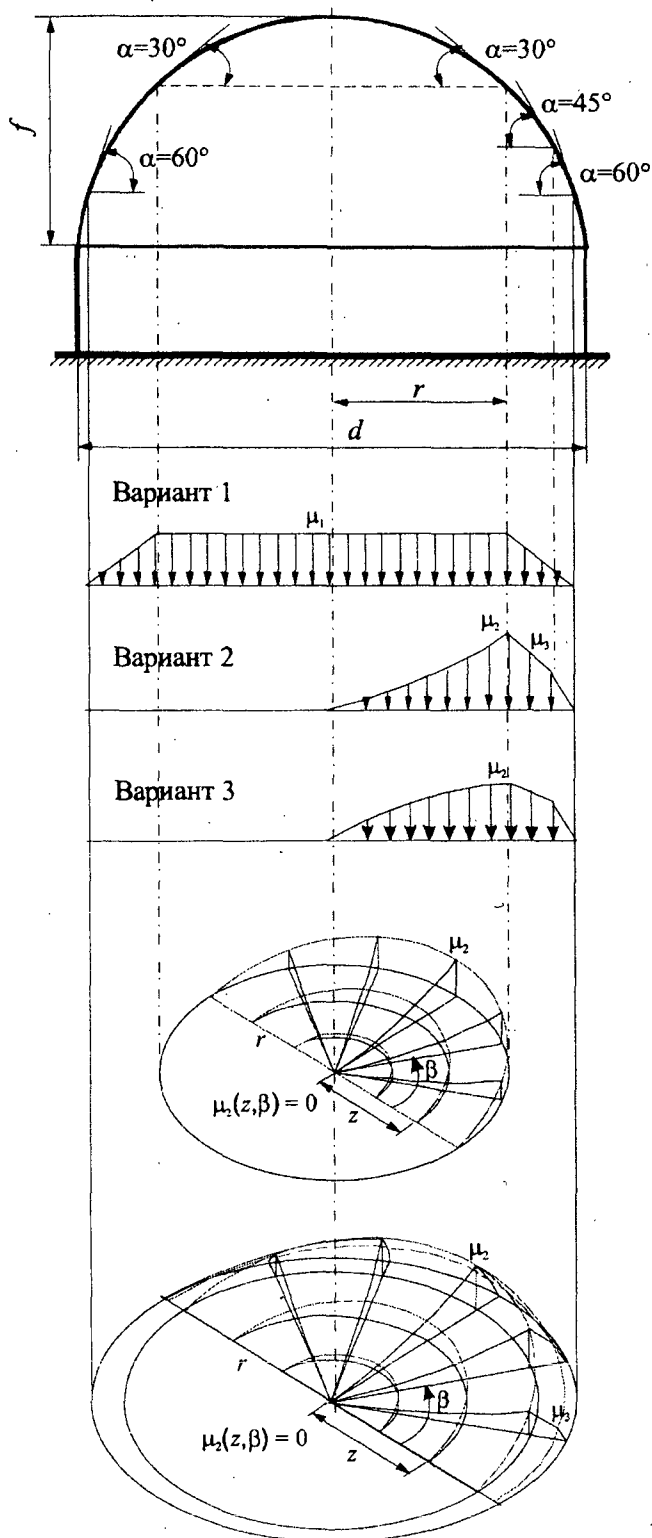 α=30°
α=30°
f
α=45°
α=60°
α=60°
r
d
Вариант 1
μ₁
Вариант 2
μ₂
μ₃
Вариант 3
μ₂
μ₂
r
β
μ₂(z,β) = 0
z
μ₂
r
β
μ₂(z,β) = 0
z
μ₃